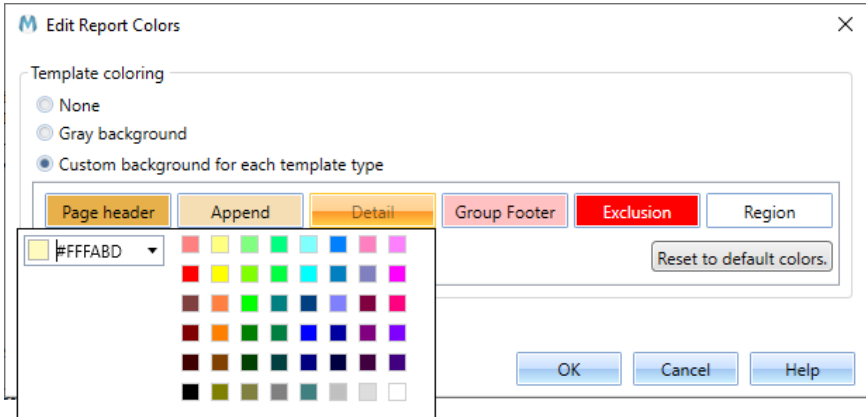 Edit Report Colors
Template coloring
None
Gray background
Custom background for each template type
Page header Append Detail Group Footer Exclusion Region
#FFFABD
Reset to default colors.
OK Cancel Help